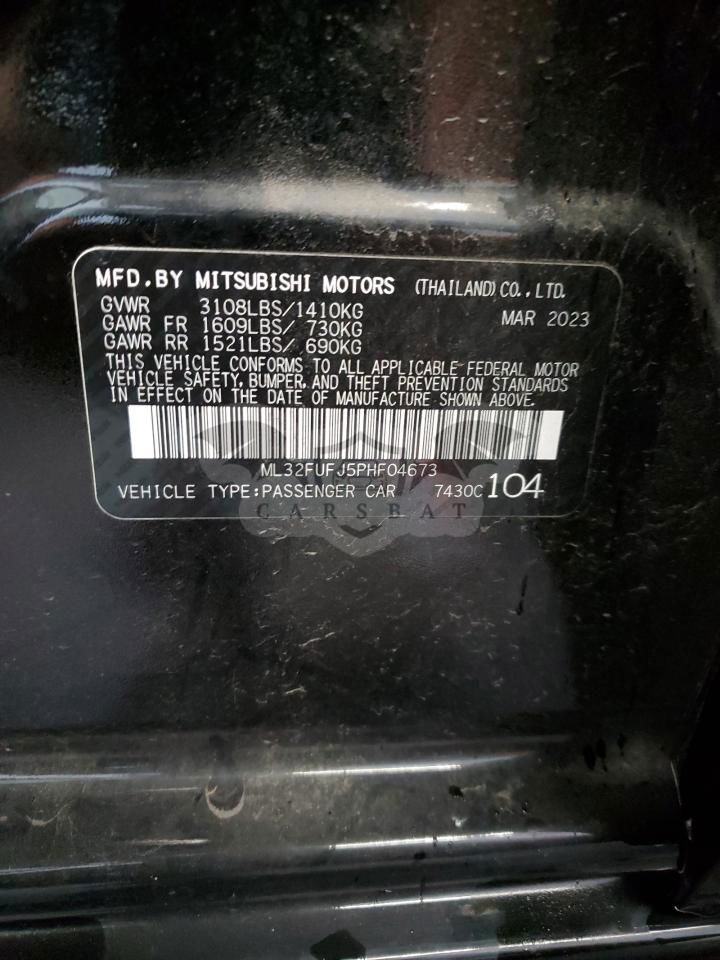 MFD.BY MITSUBISHI MOTORS (THAILAND)CO.,LTD.
GVWR 3108LBS/1410KG MAR 2023
GAWR FR 1609LBS/ 730KG
GAWR RR 1521LBS/ 690KG
THIS VEHICLE CONFORMS TO ALL APPLICABLE FEDERAL MOTOR
VEHICLE SAFETY, BUMPER, AND THEFT PREVENTION STANDARDS
IN EFFECT ON THE DATE OF MANUFACTURE SHOWN ABOVE.
ML32FUFJ5PHF04673
VEHICLE TYPE:PASSENGER CAR 7430C 104
CARSBAT